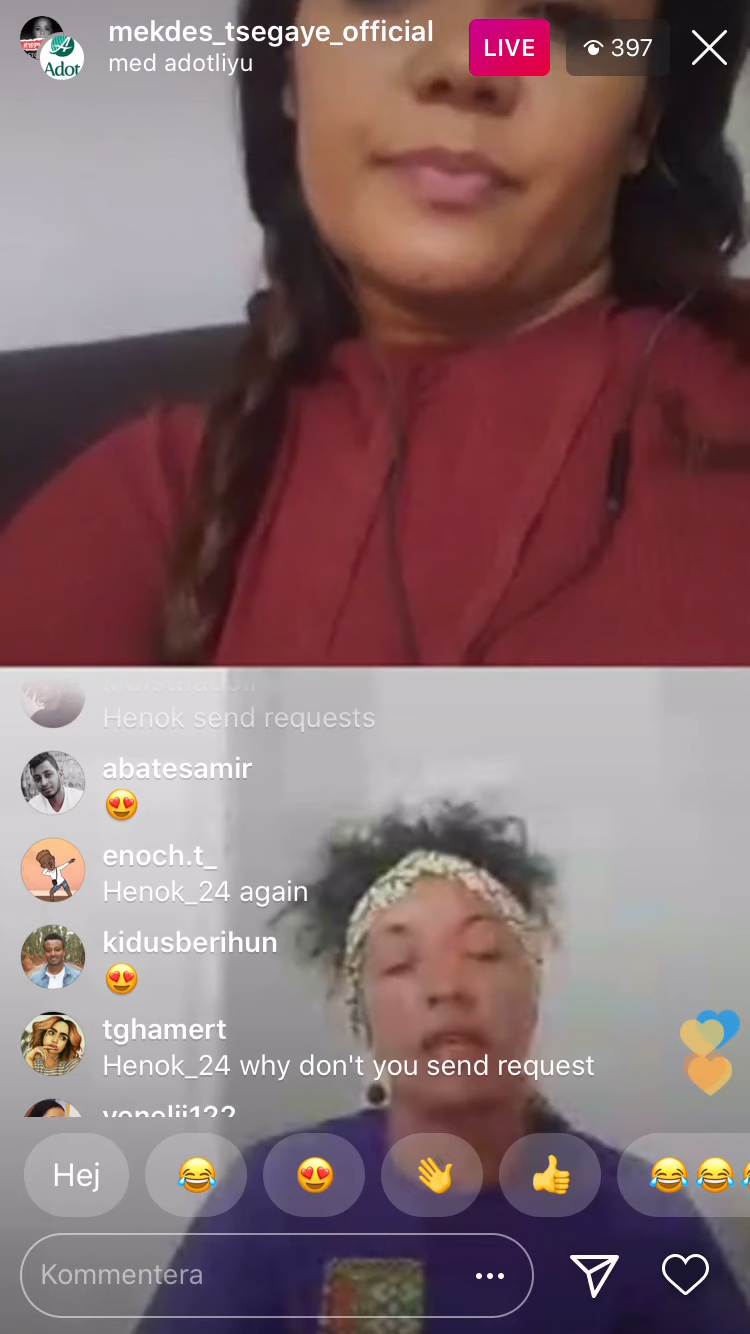 mekdes_tsegaye_official
med adotliyu
LIVE
397
Adot
Henok send requests
abatesamir
😍
enoch.t_
Henok_24 again
kidusberihun
😍
tghamert
Henok_24 why don't you send request
Hej
😂
😍
👋
👍
😂😂
Kommentera